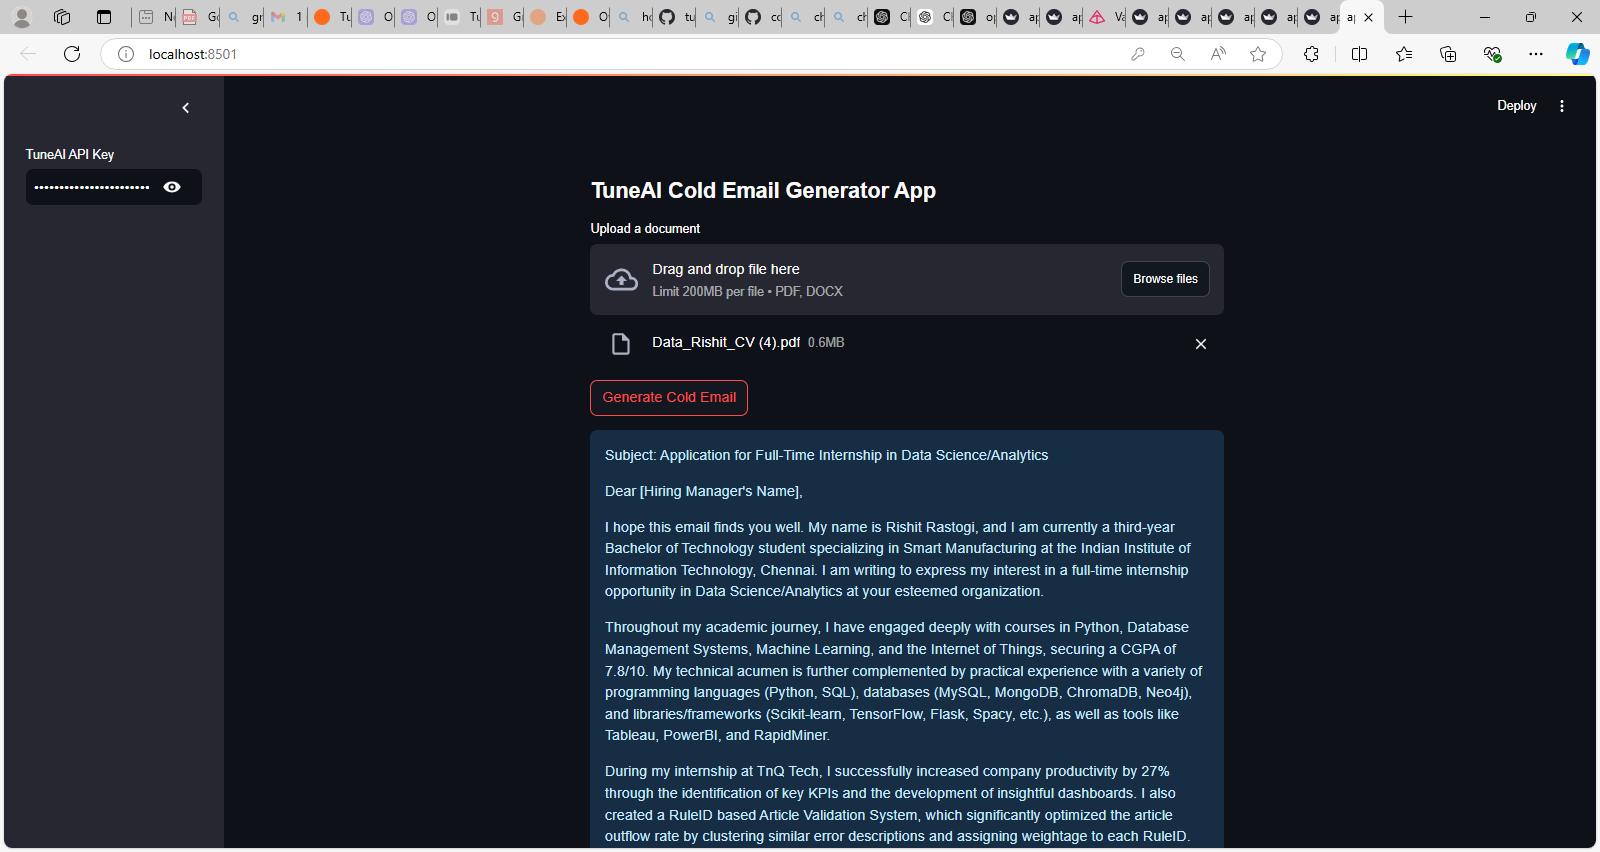 localhost:8501
Deploy
TuneAI API Key
TuneAI Cold Email Generator App
Upload a document
Drag and drop file here
Limit 200MB per file • PDF, DOCX
Browse files
Data_Rishit_CV (4).pdf 0.6MB
Generate Cold Email
Subject: Application for Full-Time Internship in Data Science/Analytics
Dear [Hiring Manager's Name],
I hope this email finds you well. My name is Rishit Rastogi, and I am currently a third-year
Bachelor of Technology student specializing in Smart Manufacturing at the Indian Institute of
Information Technology, Chennai. I am writing to express my interest in a full-time internship
opportunity in Data Science/Analytics at your esteemed organization.
Throughout my academic journey, I have engaged deeply with courses in Python, Database
Management Systems, Machine Learning, and the Internet of Things, securing a CGPA of
7.8/10. My technical acumen is further complemented by practical experience with a variety of
programming languages (Python, SQL), databases (MySQL, MongoDB, ChromaDB, Neo4j),
and libraries/frameworks (Scikit-learn, TensorFlow, Flask, Spacy, etc.), as well as tools like
Tableau, PowerBI, and RapidMiner.
During my internship at TnQ Tech, I successfully increased company productivity by 27%
through the identification of key KPIs and the development of insightful dashboards. I also
created a RuleID based Article Validation System, which significantly optimized the article
outflow rate by clustering similar error descriptions and assigning weightage to each RuleID.